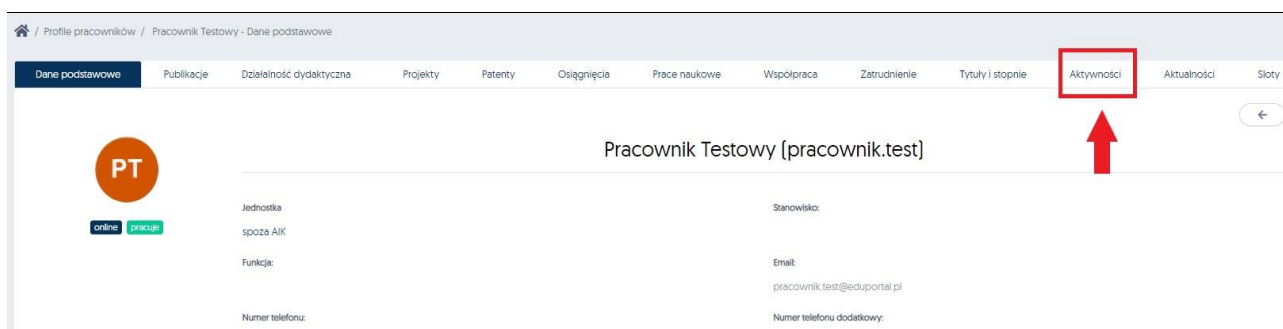 / Profile pracowników / Pracownik Testowy - Dane podstawowe
Dane podstawowe Publikacje Działalność dydaktyczna Projekty Patenty Osiągnięcia Prace naukowe Współpraca Zatrudnienie Tytuły i stopnie Aktywności Aktualności Sloty
PT
Pracownik Testowy (pracownik.test)
online pracuje
Jednostka Stanowisko:
spoza AIK
Funkcja: Email:
pracownik.test@eduportal.pl
Numer telefonu: Numer telefonu dodatkowy: